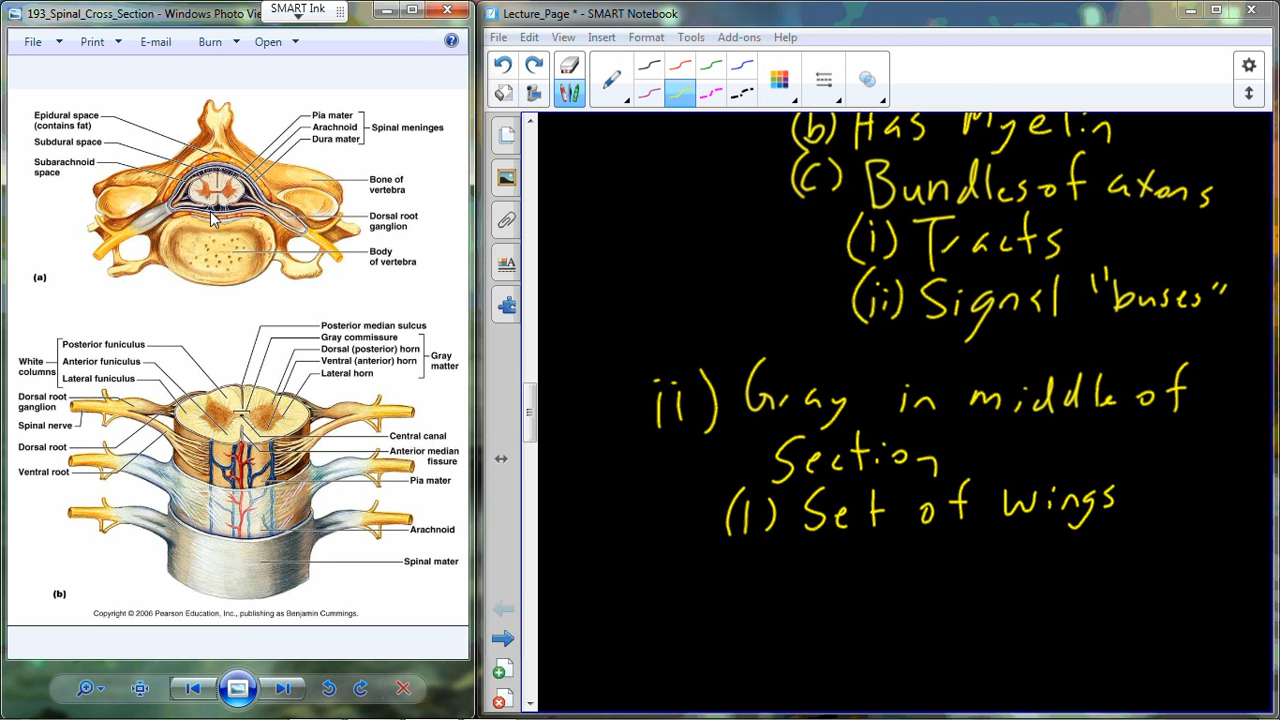 193_Spinal_Cross_Section - Windows Photo Vie
SMART Ink
File Print E-mail Burn Open
Epidural space
(contains fat)
Subdural space
Subarachnoid
space
Pia mater
Arachnoid
Dura mater
Spinal meninges
Bone of
vertebra
Dorsal root
ganglion
Body
of vertebra
(a)
Posterior median sulcus
Gray commissure
Dorsal (posterior) horn
Ventral (anterior) horn
Lateral horn
Gray
matter
White
columns
Posterior funiculus
Anterior funiculus
Lateral funiculus
Dorsal root
ganglion
Spinal nerve
Dorsal root
Ventral root
Central canal
Anterior median
fissure
Pia mater
Arachnoid
Spinal mater
(b)
Copyright © 2006 Pearson Education, Inc., publishing as Benjamin Cummings.
Lecture_Page * - SMART Notebook
File Edit View Insert Format Tools Add-ons Help
(b) Has Myelin
(c) Bundles of axons
(i) Tracts
(ii) Signal "buses"
ii) Gray in middle of
Section
(1) Set of wings